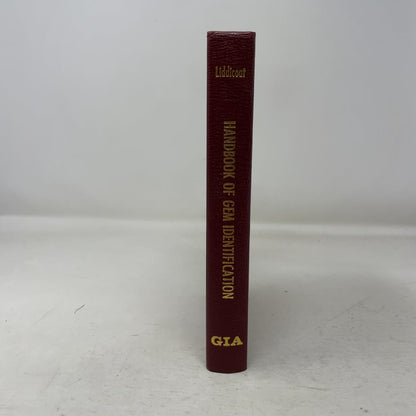 Liddicoat
HANDBOOK OF GEM IDENTIFICATION
GIA